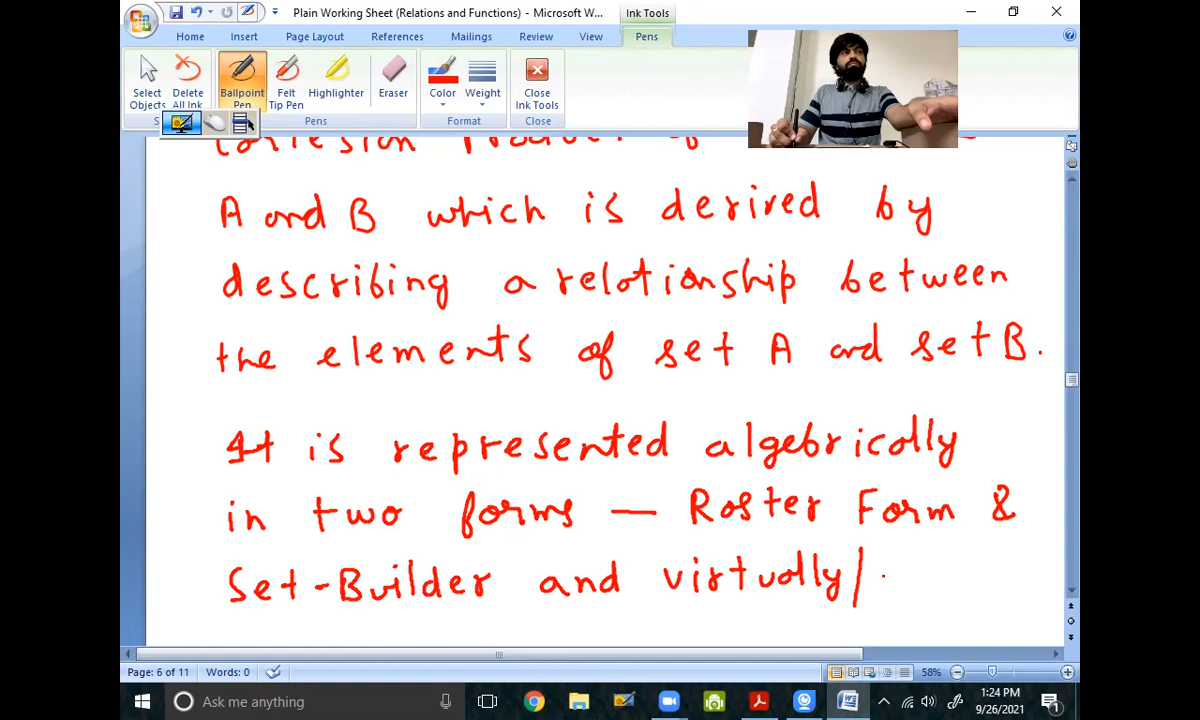 Plain Working Sheet (Relations and Functions) - Microsoft W...
Ink Tools
Home Insert Page Layout References Mailings Review View Pens
Select Objects
Delete All Ink
Ballpoint Pen
Felt Tip Pen
Highlighter
Eraser
Color
Weight
Close Ink Tools
Pens
Format
Close
A and B which is derived by
describing a relationship between
the elements of set A and set B.
It is represented algebrically
in two forms — Roster Form &
Set-Builder and virtually/
Page: 6 of 11 Words: 0 58%
Ask me anything
1:24 PM
9/26/2021